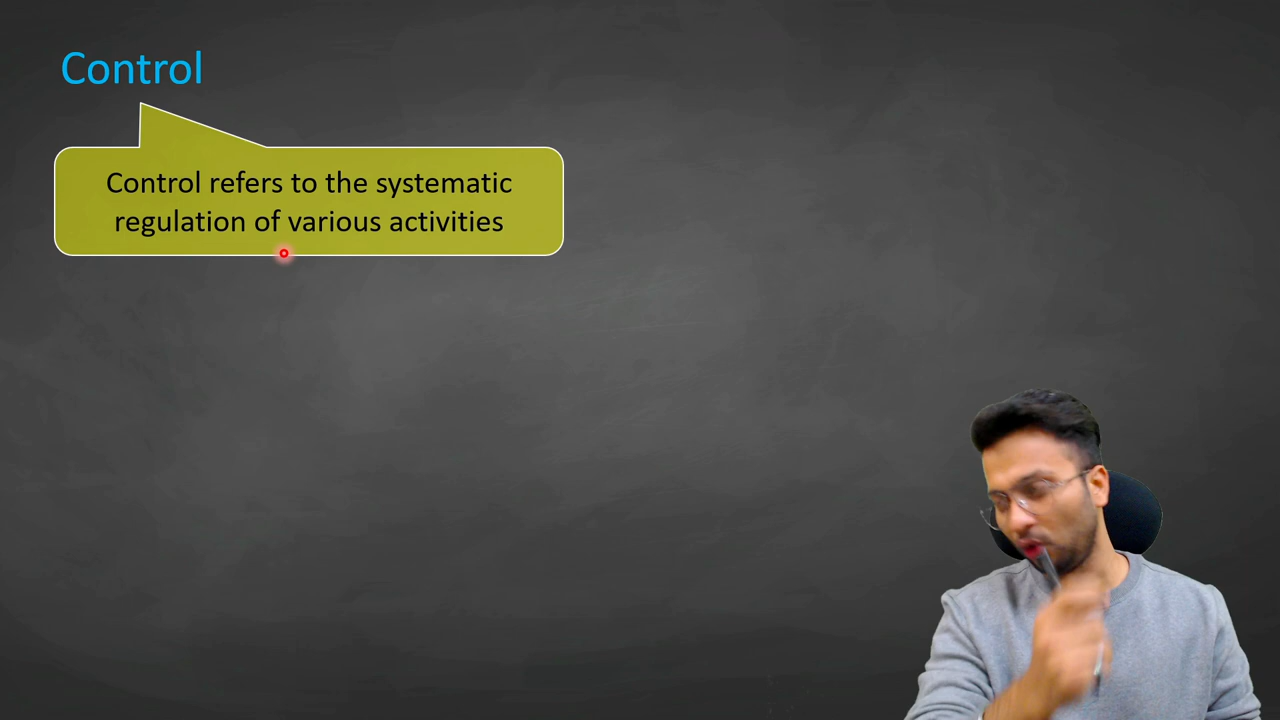 Control
Control refers to the systematic
regulation of various activities